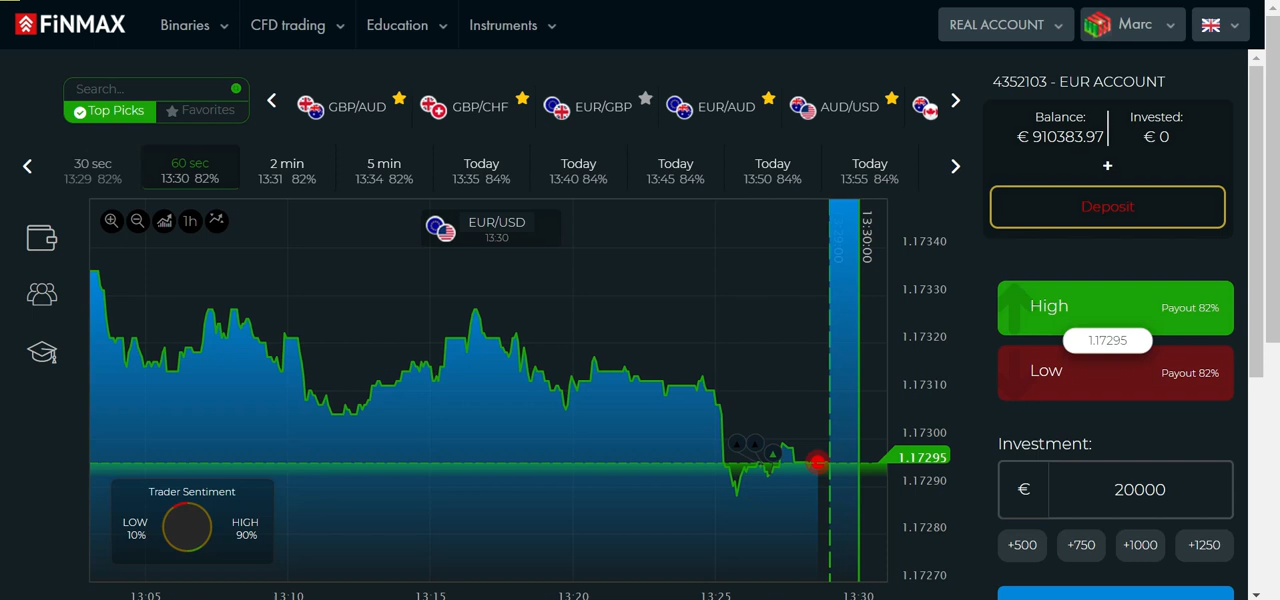 FiNMAX
Binaries
CFD trading
Education
Instruments
REAL ACCOUNT
Marc
Search...
Top Picks
Favorites
GBP/AUD
GBP/CHF
EUR/GBP
EUR/AUD
AUD/USD
30 sec
13:29 82%
60 sec
13:30 82%
2 min
13:31 82%
5 min
13:34 82%
Today
13:35 84%
Today
13:40 84%
Today
13:45 84%
Today
13:50 84%
Today
13:55 84%
1h
EUR/USD
13:30
13:30:00
1.17340
1.17330
1.17320
1.17310
1.17300
1.17295
1.17290
1.17280
1.17270
Trader Sentiment
LOW
10%
HIGH
90%
13:05
13:10
13:15
13:20
13:25
13:30
4352103 - EUR ACCOUNT
Balance:
€ 910383.97
Invested:
€ 0
+
Deposit
High
Payout 82%
1.17295
Low
Payout 82%
Investment:
€
20000
+500
+750
+1000
+1250